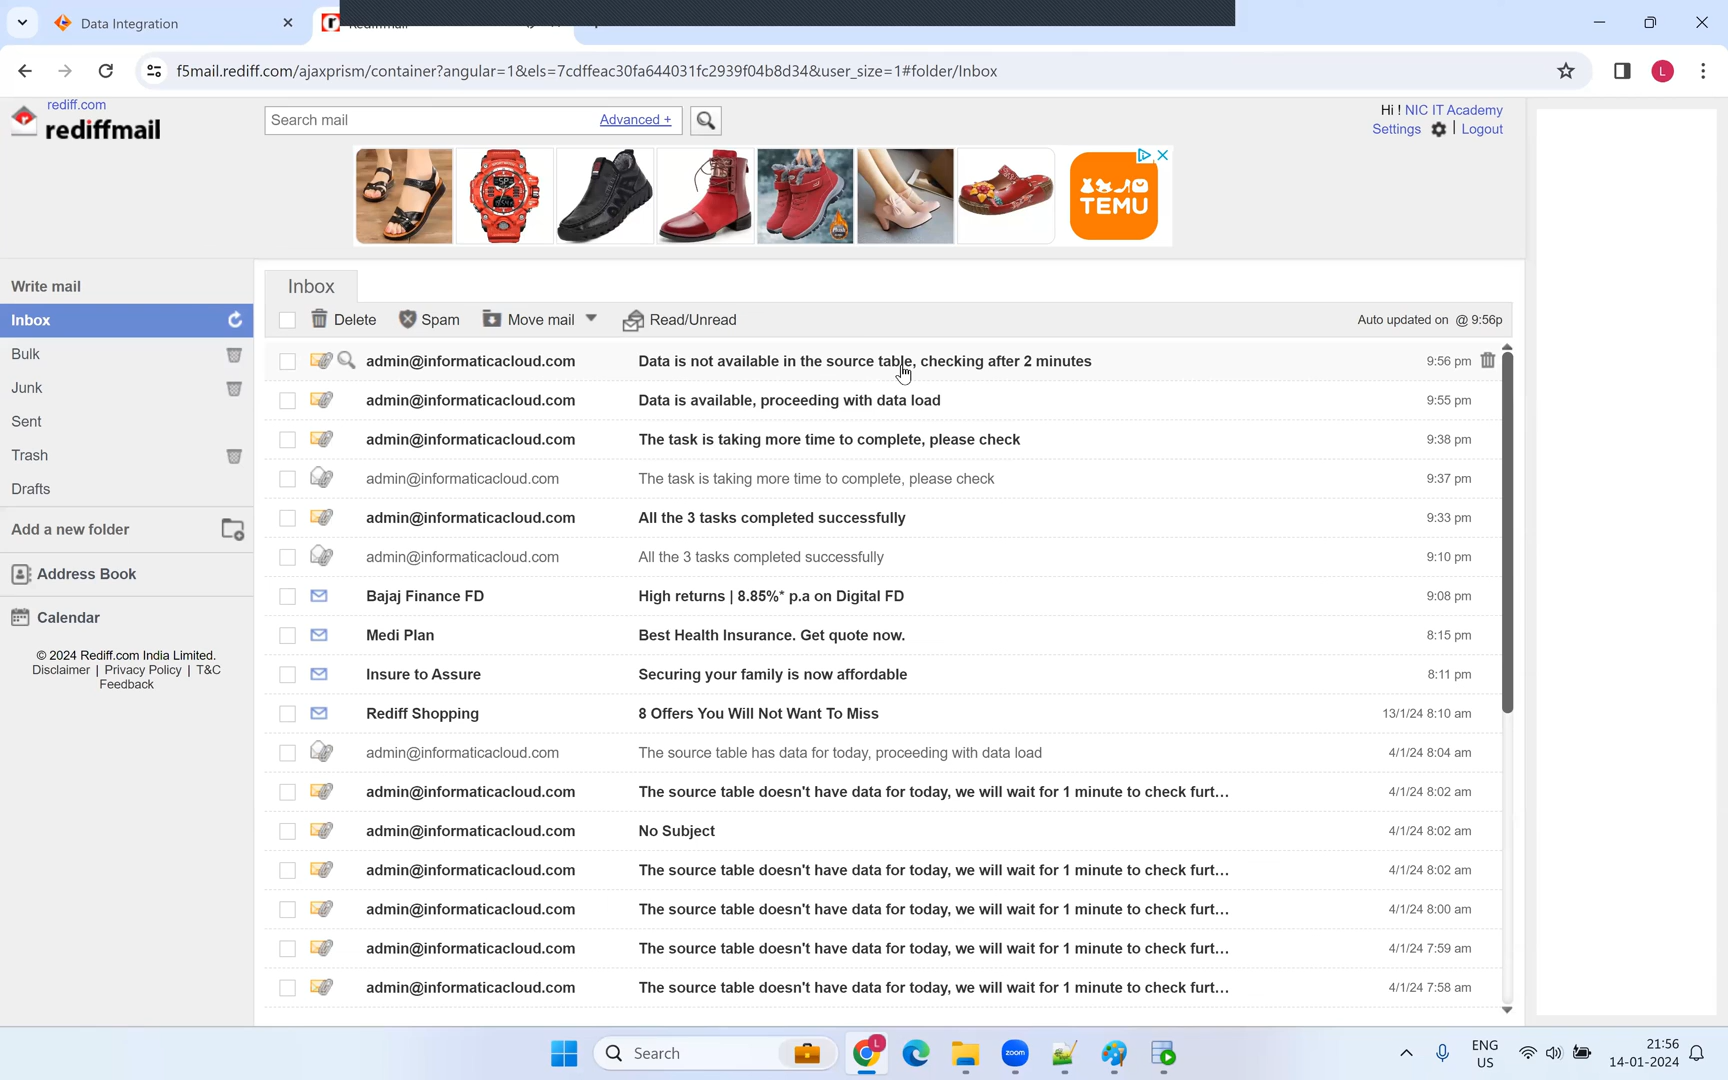 Data Integration
f5mail.rediff.com/ajaxprism/container?angular=1&els=7cdffeac30fa644031fc2939f04b8d34&user_size=1#folder/Inbox
L
rediff.com
rediffmail
Search mail
Advanced +
Hi ! NIC IT Academy
Settings | Logout
TEMU
Write mail
Inbox
Bulk
Junk
Sent
Trash
Drafts
Add a new folder
Address Book
Calendar
© 2024 Rediff.com India Limited.
Disclaimer | Privacy Policy | T&C
Feedback
Inbox
Delete Spam Move mail Read/Unread Auto updated on @ 9:56p
admin@informaticacloud.com Data is not available in the source table, checking after 2 minutes 9:56 pm
admin@informaticacloud.com Data is available, proceeding with data load 9:55 pm
admin@informaticacloud.com The task is taking more time to complete, please check 9:38 pm
admin@informaticacloud.com The task is taking more time to complete, please check 9:37 pm
admin@informaticacloud.com All the 3 tasks completed successfully 9:33 pm
admin@informaticacloud.com All the 3 tasks completed successfully 9:10 pm
Bajaj Finance FD High returns | 8.85%* p.a on Digital FD 9:08 pm
Medi Plan Best Health Insurance. Get quote now. 8:15 pm
Insure to Assure Securing your family is now affordable 8:11 pm
Rediff Shopping 8 Offers You Will Not Want To Miss 13/1/24 8:10 am
admin@informaticacloud.com The source table has data for today, proceeding with data load 4/1/24 8:04 am
admin@informaticacloud.com The source table doesn't have data for today, we will wait for 1 minute to check furt... 4/1/24 8:02 am
admin@informaticacloud.com No Subject 4/1/24 8:02 am
admin@informaticacloud.com The source table doesn't have data for today, we will wait for 1 minute to check furt... 4/1/24 8:02 am
admin@informaticacloud.com The source table doesn't have data for today, we will wait for 1 minute to check furt... 4/1/24 8:00 am
admin@informaticacloud.com The source table doesn't have data for today, we will wait for 1 minute to check furt... 4/1/24 7:59 am
admin@informaticacloud.com The source table doesn't have data for today, we will wait for 1 minute to check furt... 4/1/24 7:58 am
Search
L
zoom
ENG
US
21:56
14-01-2024